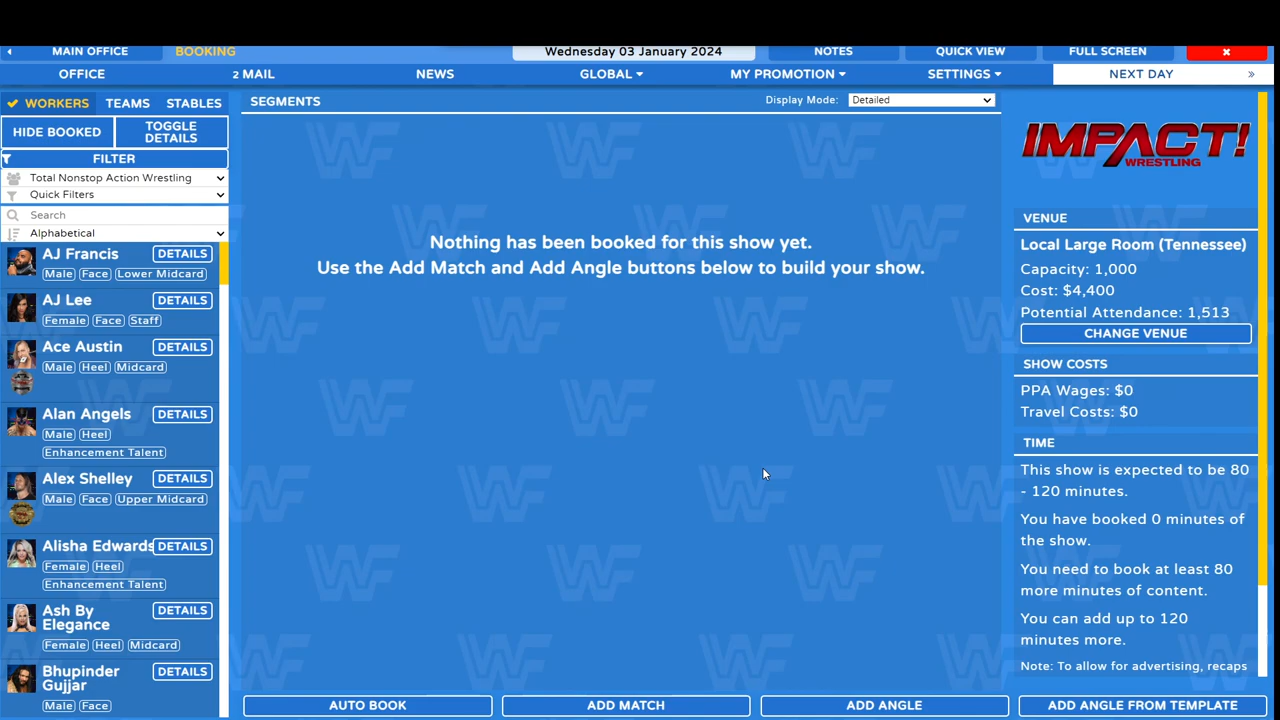 MAIN OFFICE
BOOKING
Wednesday 03 January 2024
NOTES
QUICK VIEW
FULL SCREEN
OFFICE
2 MAIL
NEWS
GLOBAL
MY PROMOTION
SETTINGS
NEXT DAY
WORKERS
TEAMS
STABLES
HIDE BOOKED
TOGGLE
DETAILS
FILTER
Total Nonstop Action Wrestling
Quick Filters
Search
Alphabetical
AJ Francis
DETAILS
Male
Face
Lower Midcard
AJ Lee
DETAILS
Female
Face
Staff
Ace Austin
DETAILS
Male
Heel
Midcard
Alan Angels
DETAILS
Male
Heel
Enhancement Talent
Alex Shelley
DETAILS
Male
Face
Upper Midcard
Alisha Edwards
DETAILS
Female
Heel
Enhancement Talent
Ash By
Elegance
DETAILS
Female
Heel
Midcard
Bhupinder
Gujjar
DETAILS
Male
Face
SEGMENTS
Display Mode:
Detailed
Nothing has been booked for this show yet.
Use the Add Match and Add Angle buttons below to build your show.
AUTO BOOK
ADD MATCH
ADD ANGLE
ADD ANGLE FROM TEMPLATE
IMPACT!
WRESTLING
VENUE
Local Large Room (Tennessee)
Capacity: 1,000
Cost: $4,400
Potential Attendance: 1,513
CHANGE VENUE
SHOW COSTS
PPA Wages: $0
Travel Costs: $0
TIME
This show is expected to be 80
- 120 minutes.
You have booked 0 minutes of
the show.
You need to book at least 80
more minutes of content.
You can add up to 120
minutes more.
Note: To allow for advertising, recaps